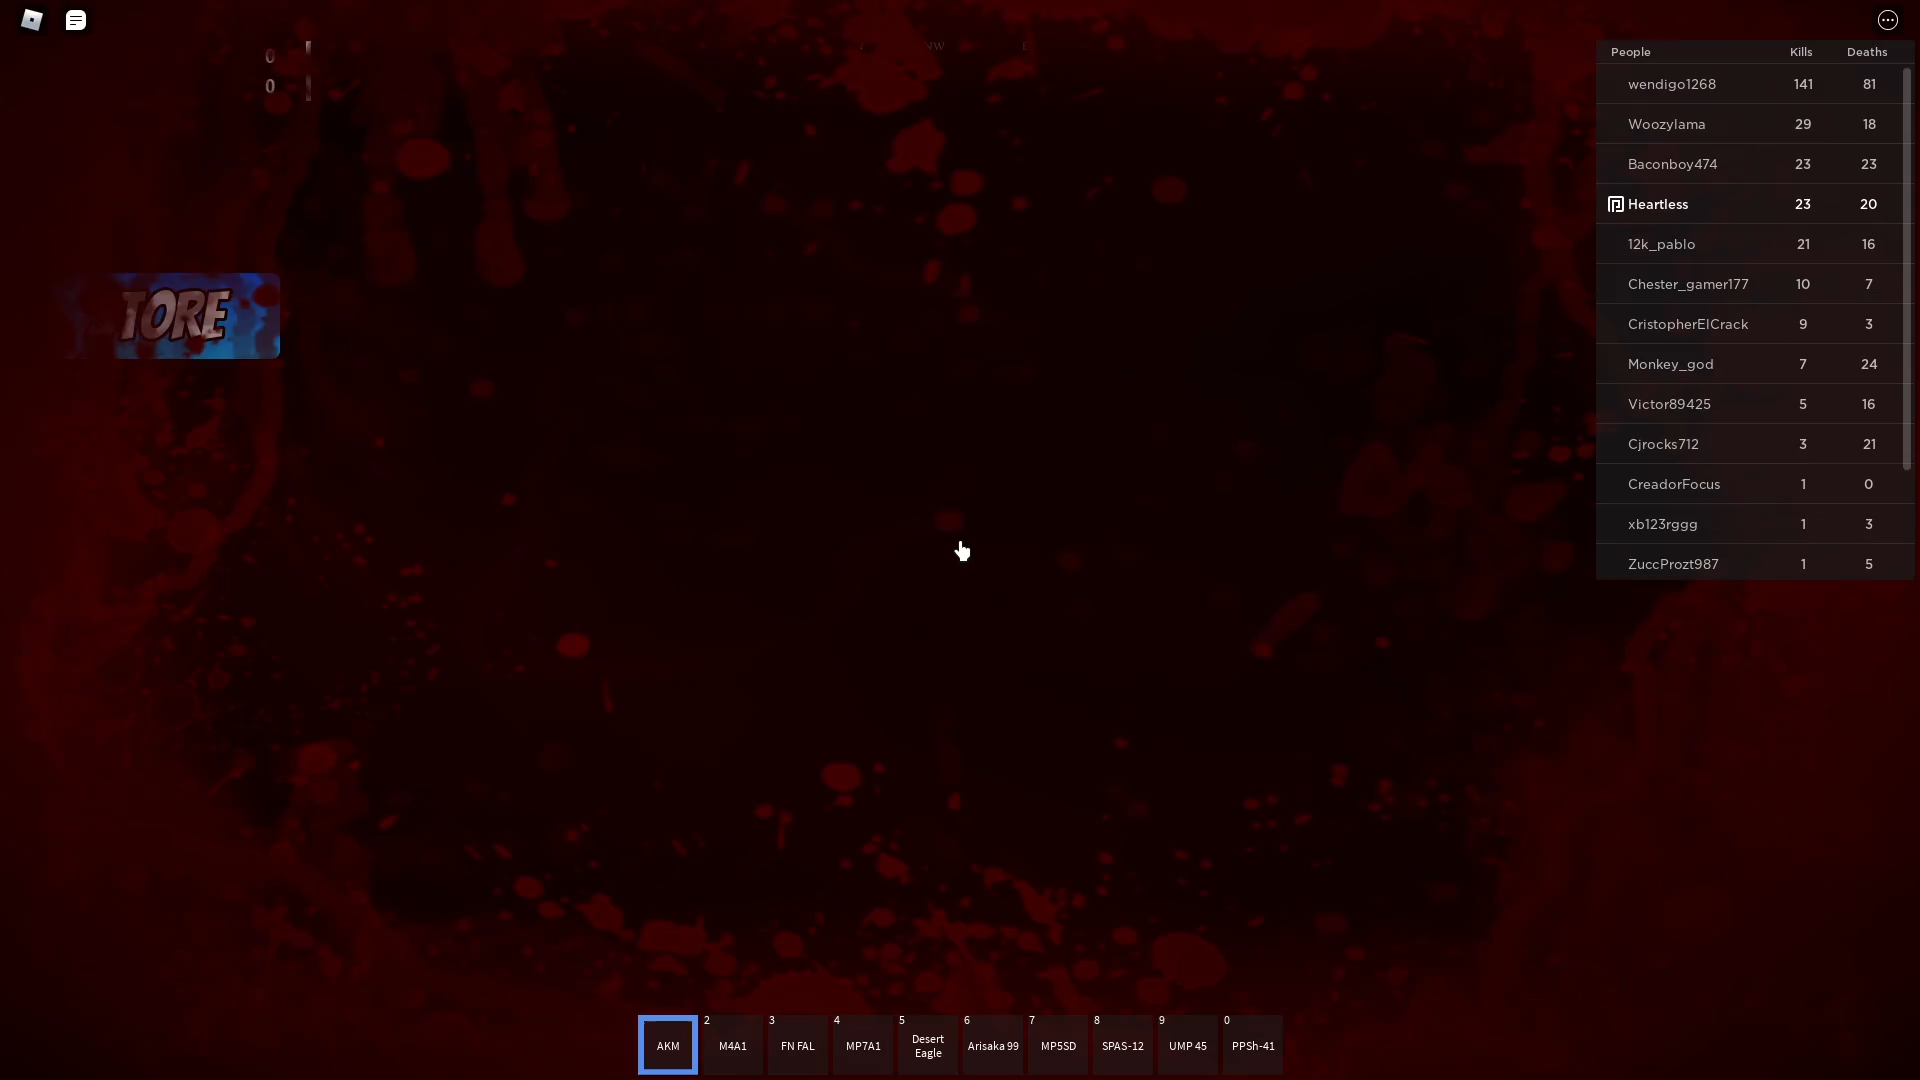 0
0
NW
E
TORE
People Kills Deaths
wendigo1268 141 81
Woozylama 29 18
Baconboy474 23 23
Heartless 23 20
12k_pablo 21 16
Chester_gamer177 10 7
CristopherElCrack 9 3
Monkey_god 7 24
Victor89425 5 16
Cjrocks712 3 21
CreadorFocus 1 0
xb123rggg 1 3
ZuccProzt987 1 5
AKM
2 M4A1
3 FN FAL
4 MP7A1
5 Desert Eagle
6 Arisaka 99
7 MP5SD
8 SPAS-12
9 UMP 45
0 PPSh-41